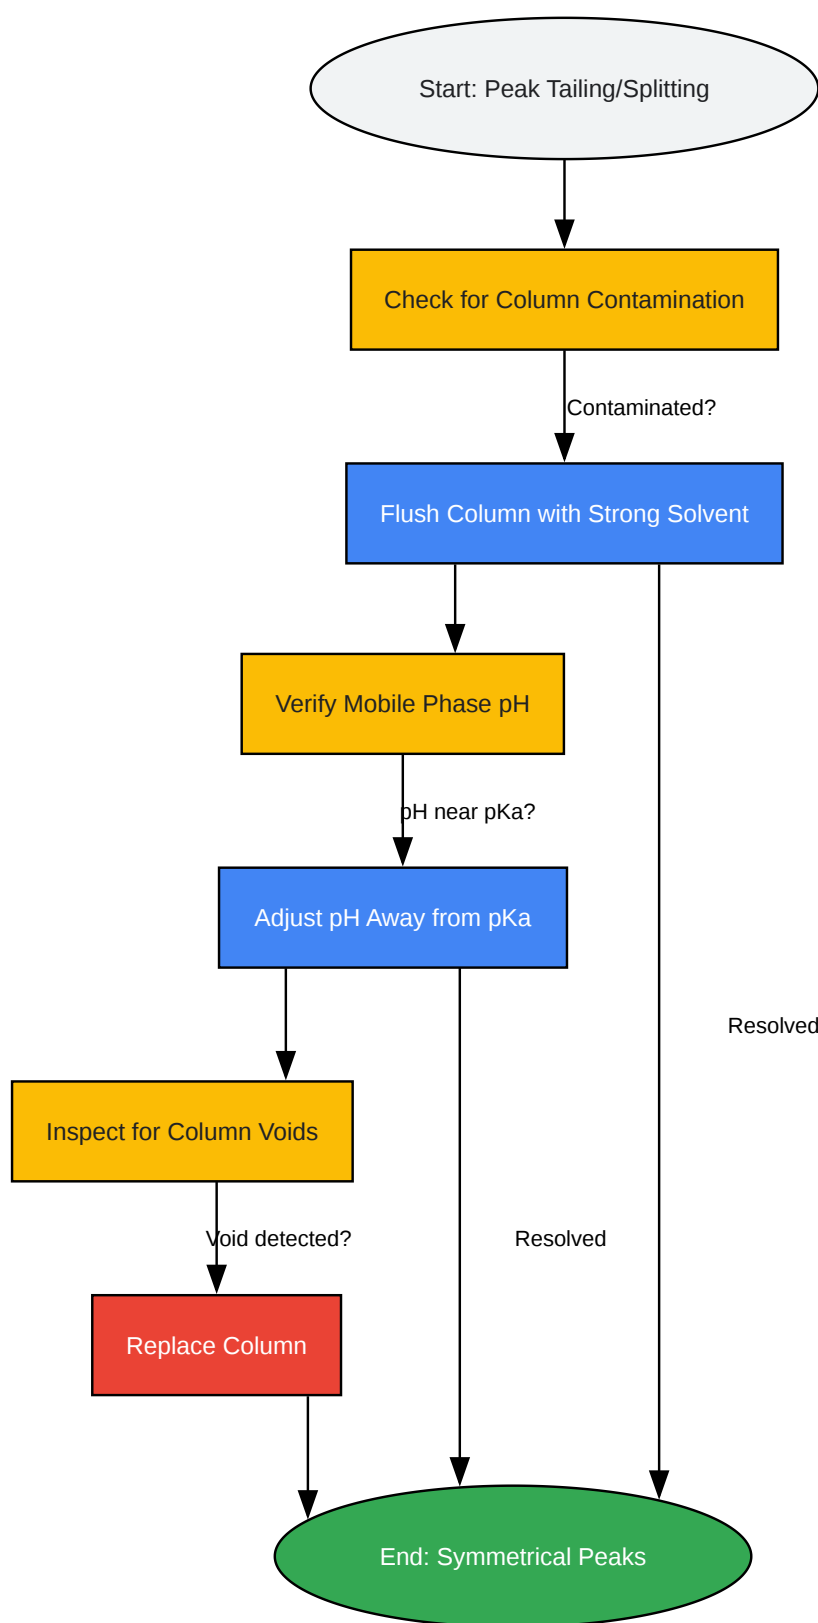 Start: Peak Tailing/Splitting
Check for Column Contamination
Contaminated?
Flush Column with Strong Solvent
Verify Mobile Phase pH
pH near pKa?
Adjust pH Away from pKa
Resolved
Inspect for Column Voids
Void detected?
Resolved
Replace Column
End: Symmetrical Peaks